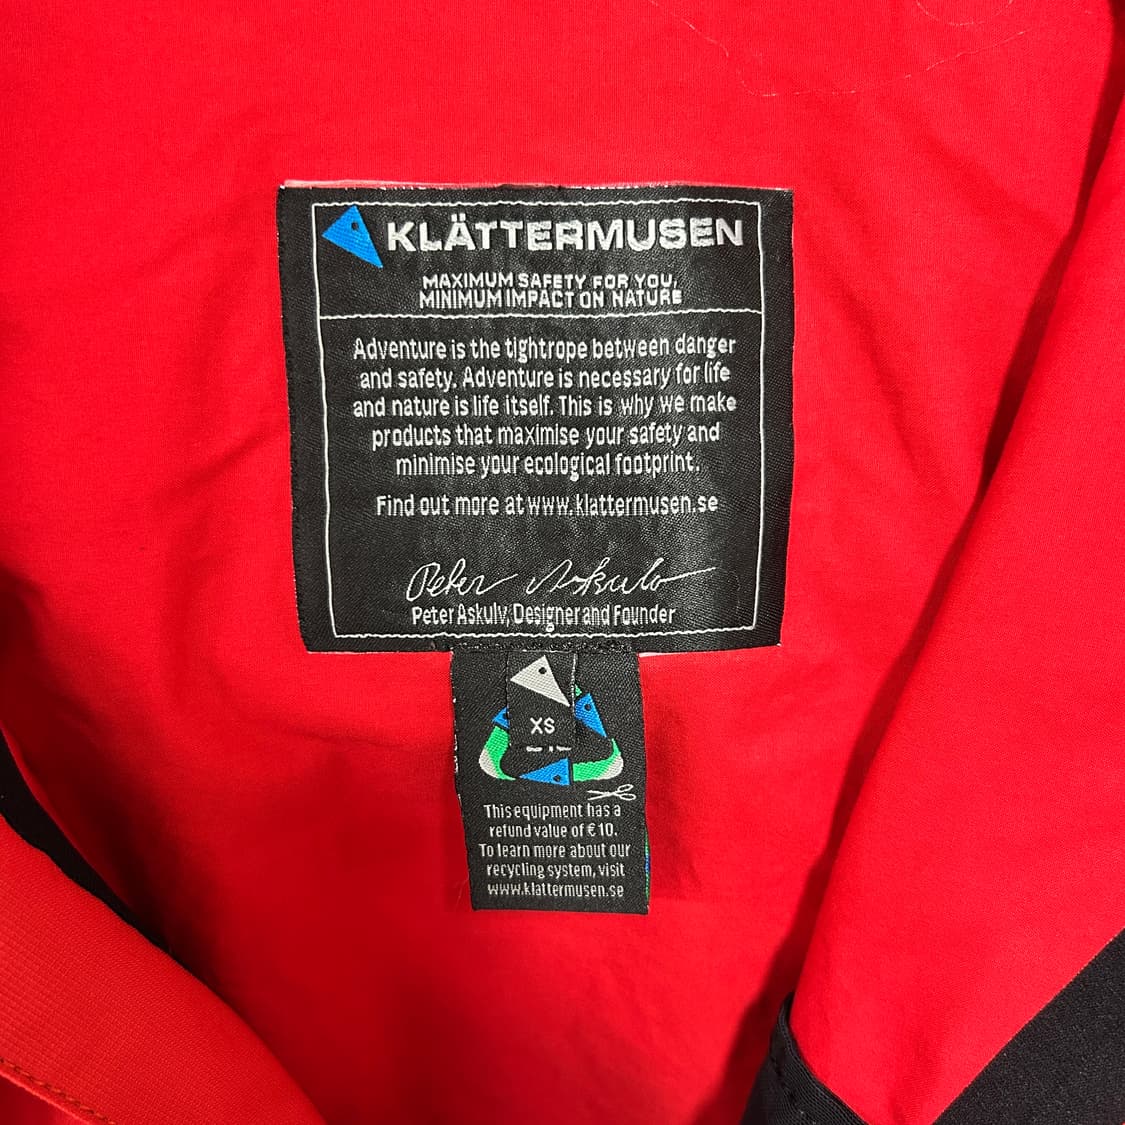 KLÄTTERMUSEN
MAXIMUM SAFETY FOR YOU,
MINIMUM IMPACT ON NATURE
Adventure is the tightrope between danger
and safety. Adventure is necessary for life
and nature is life itself. This is why we make
products that maximise your safety and
minimise your ecological footprint.
Find out more at www.klattermusen.se
Peter Askulv
Peter Askulv, Designer and Founder
XS
This equipment has a
refund value of €10.
To learn more about our
recycling system, visit
www.klattermusen.se